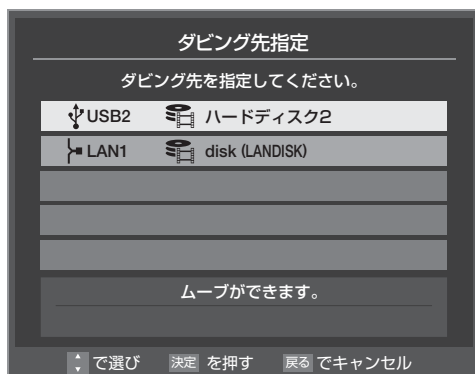 ダビング先指定
ダビング先を指定してください。
USB2 ハードディスク2
LAN1 disk (LANDISK)
ムーブができます。
で選び 決定 を押す 戻る でキャンセル